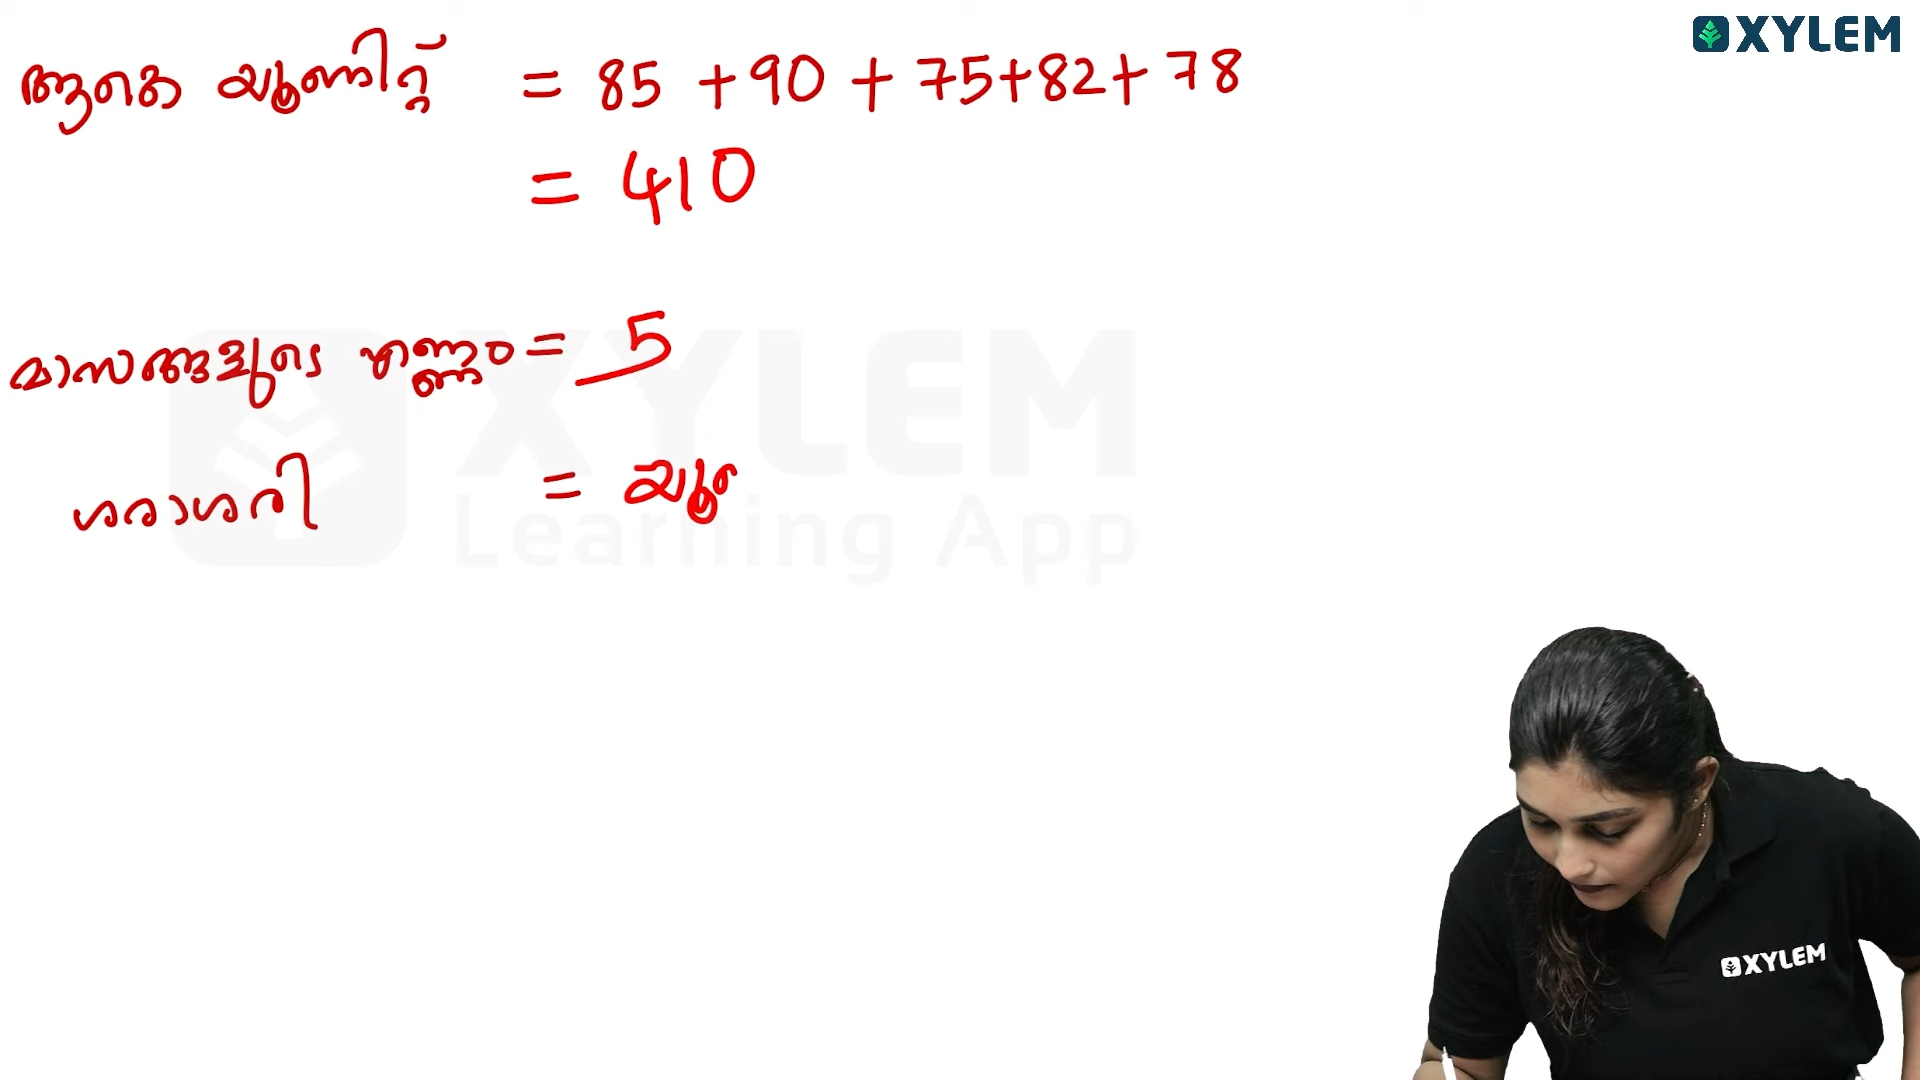 XYLEM
ആകെ യൂണിറ്റ് = 85 + 90 + 75 + 82 + 78
= 410
മാസങ്ങളുടെ എണ്ണം = 5
ശരാശരി = യൂ
XYLEM
Learning App
XYLEM